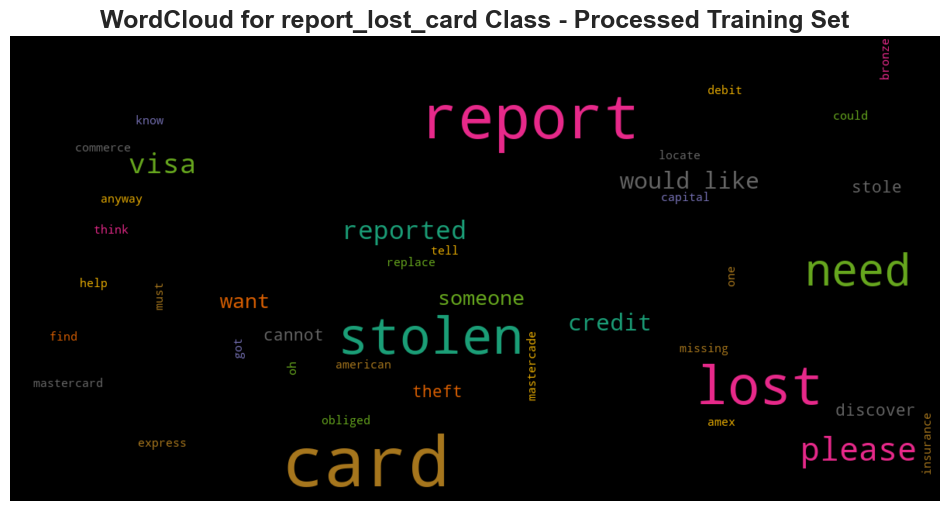 WordCloud for report_lost_card Class - Processed Training Set
bronze
debit
report
could
know
commerce
locate
visa
would like
stole
capital
anyway
think
reported
tell
replace
need
one
help
must
want
someone
credit
find
cannot
stolen
got
missing
oh
american
mastercade
mastercard
theft
lost
discover
obliged
amex
express
card
please
insurance